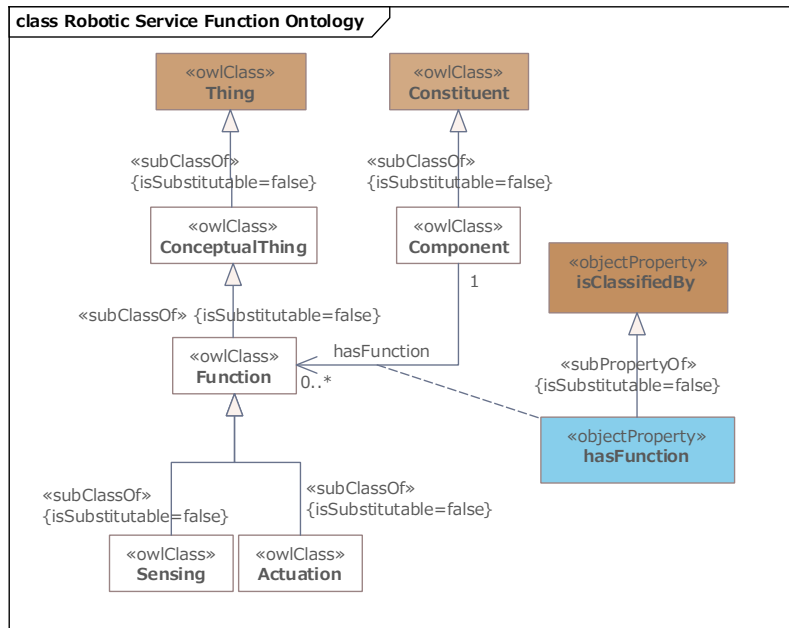 class Robotic Service Function Ontology
«owlClass»
Thing
«owlClass»
Constituent
«subClassOf»
{isSubstitutable=false}
«subClassOf»
{isSubstitutable=false}
«owlClass»
ConceptualThing
«owlClass»
Component
«objectProperty»
isClassifiedBy
1
«subClassOf» {isSubstitutable=false}
hasFunction
«owlClass»
Function
0..*
«subPropertyOf»
{isSubstitutable=false}
«objectProperty»
hasFunction
«subClassOf»
{isSubstitutable=false}
«subClassOf»
{isSubstitutable=false}
«owlClass»
Sensing
«owlClass»
Actuation